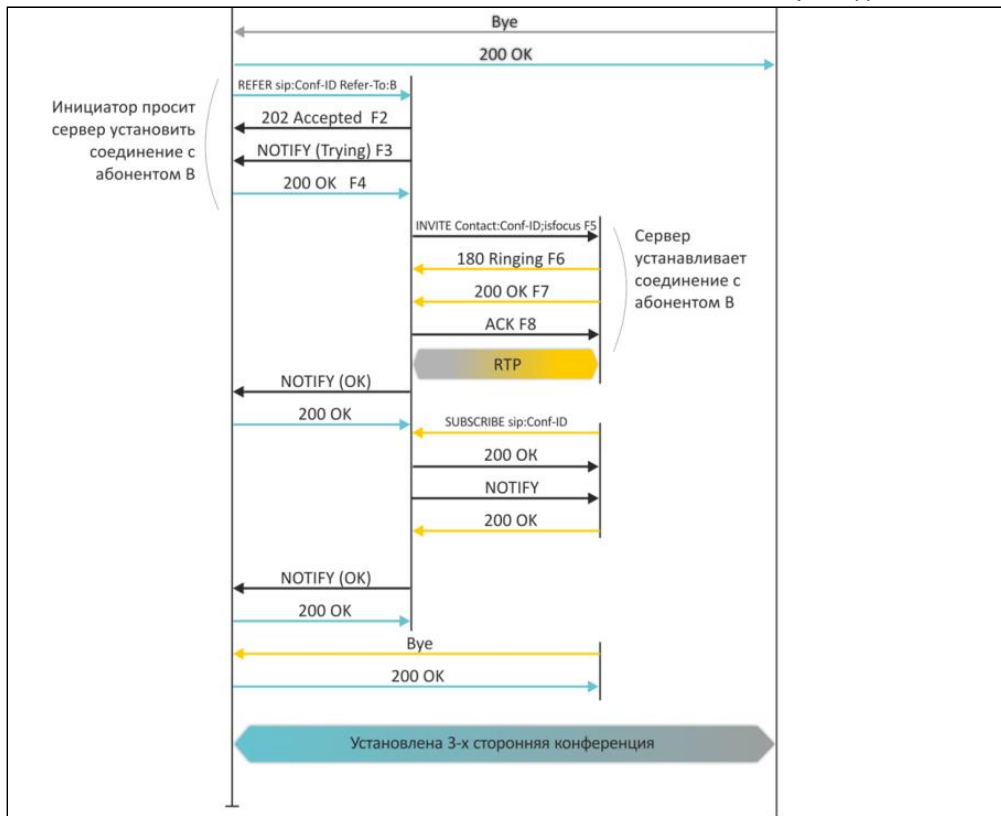 Bye
200 OK
REFER sip:Conf-ID Refer-To:B
Инициатор просит
сервер установить
соединение с
абонентом В
202 Accepted F2
NOTIFY (Trying) F3
200 OK F4
INVITE Contact:Conf-ID;isfocus F5
180 Ringing F6
200 OK F7
ACK F8
Сервер
устанавливает
соединение с
абонентом В
RTP
NOTIFY (OK)
200 OK
SUBSCRIBE sip:Conf-ID
200 OK
NOTIFY
200 OK
NOTIFY (OK)
200 OK
Bye
200 OK
Установлена 3-х сторонняя конференция